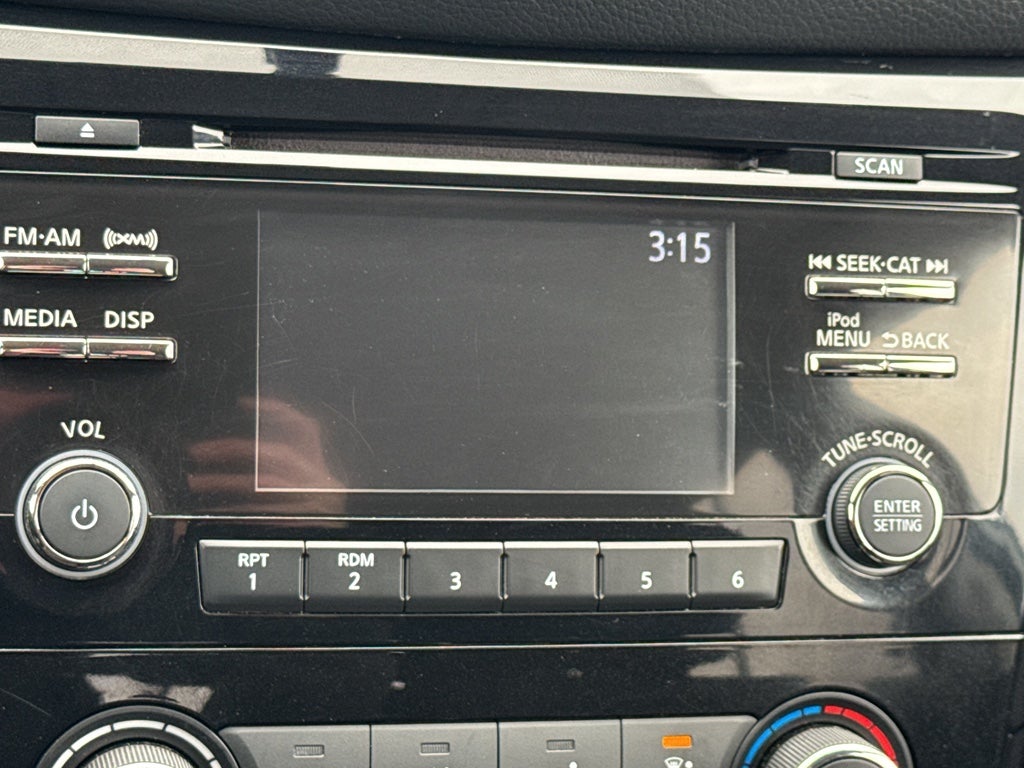 SCAN
3:15
FM·AM
XM
SEEK·CAT
MEDIA DISP
iPod
MENU BACK
VOL
TUNE·SCROLL
ENTER
SETTING
RPT
1
RDM
2
3
4
5
6